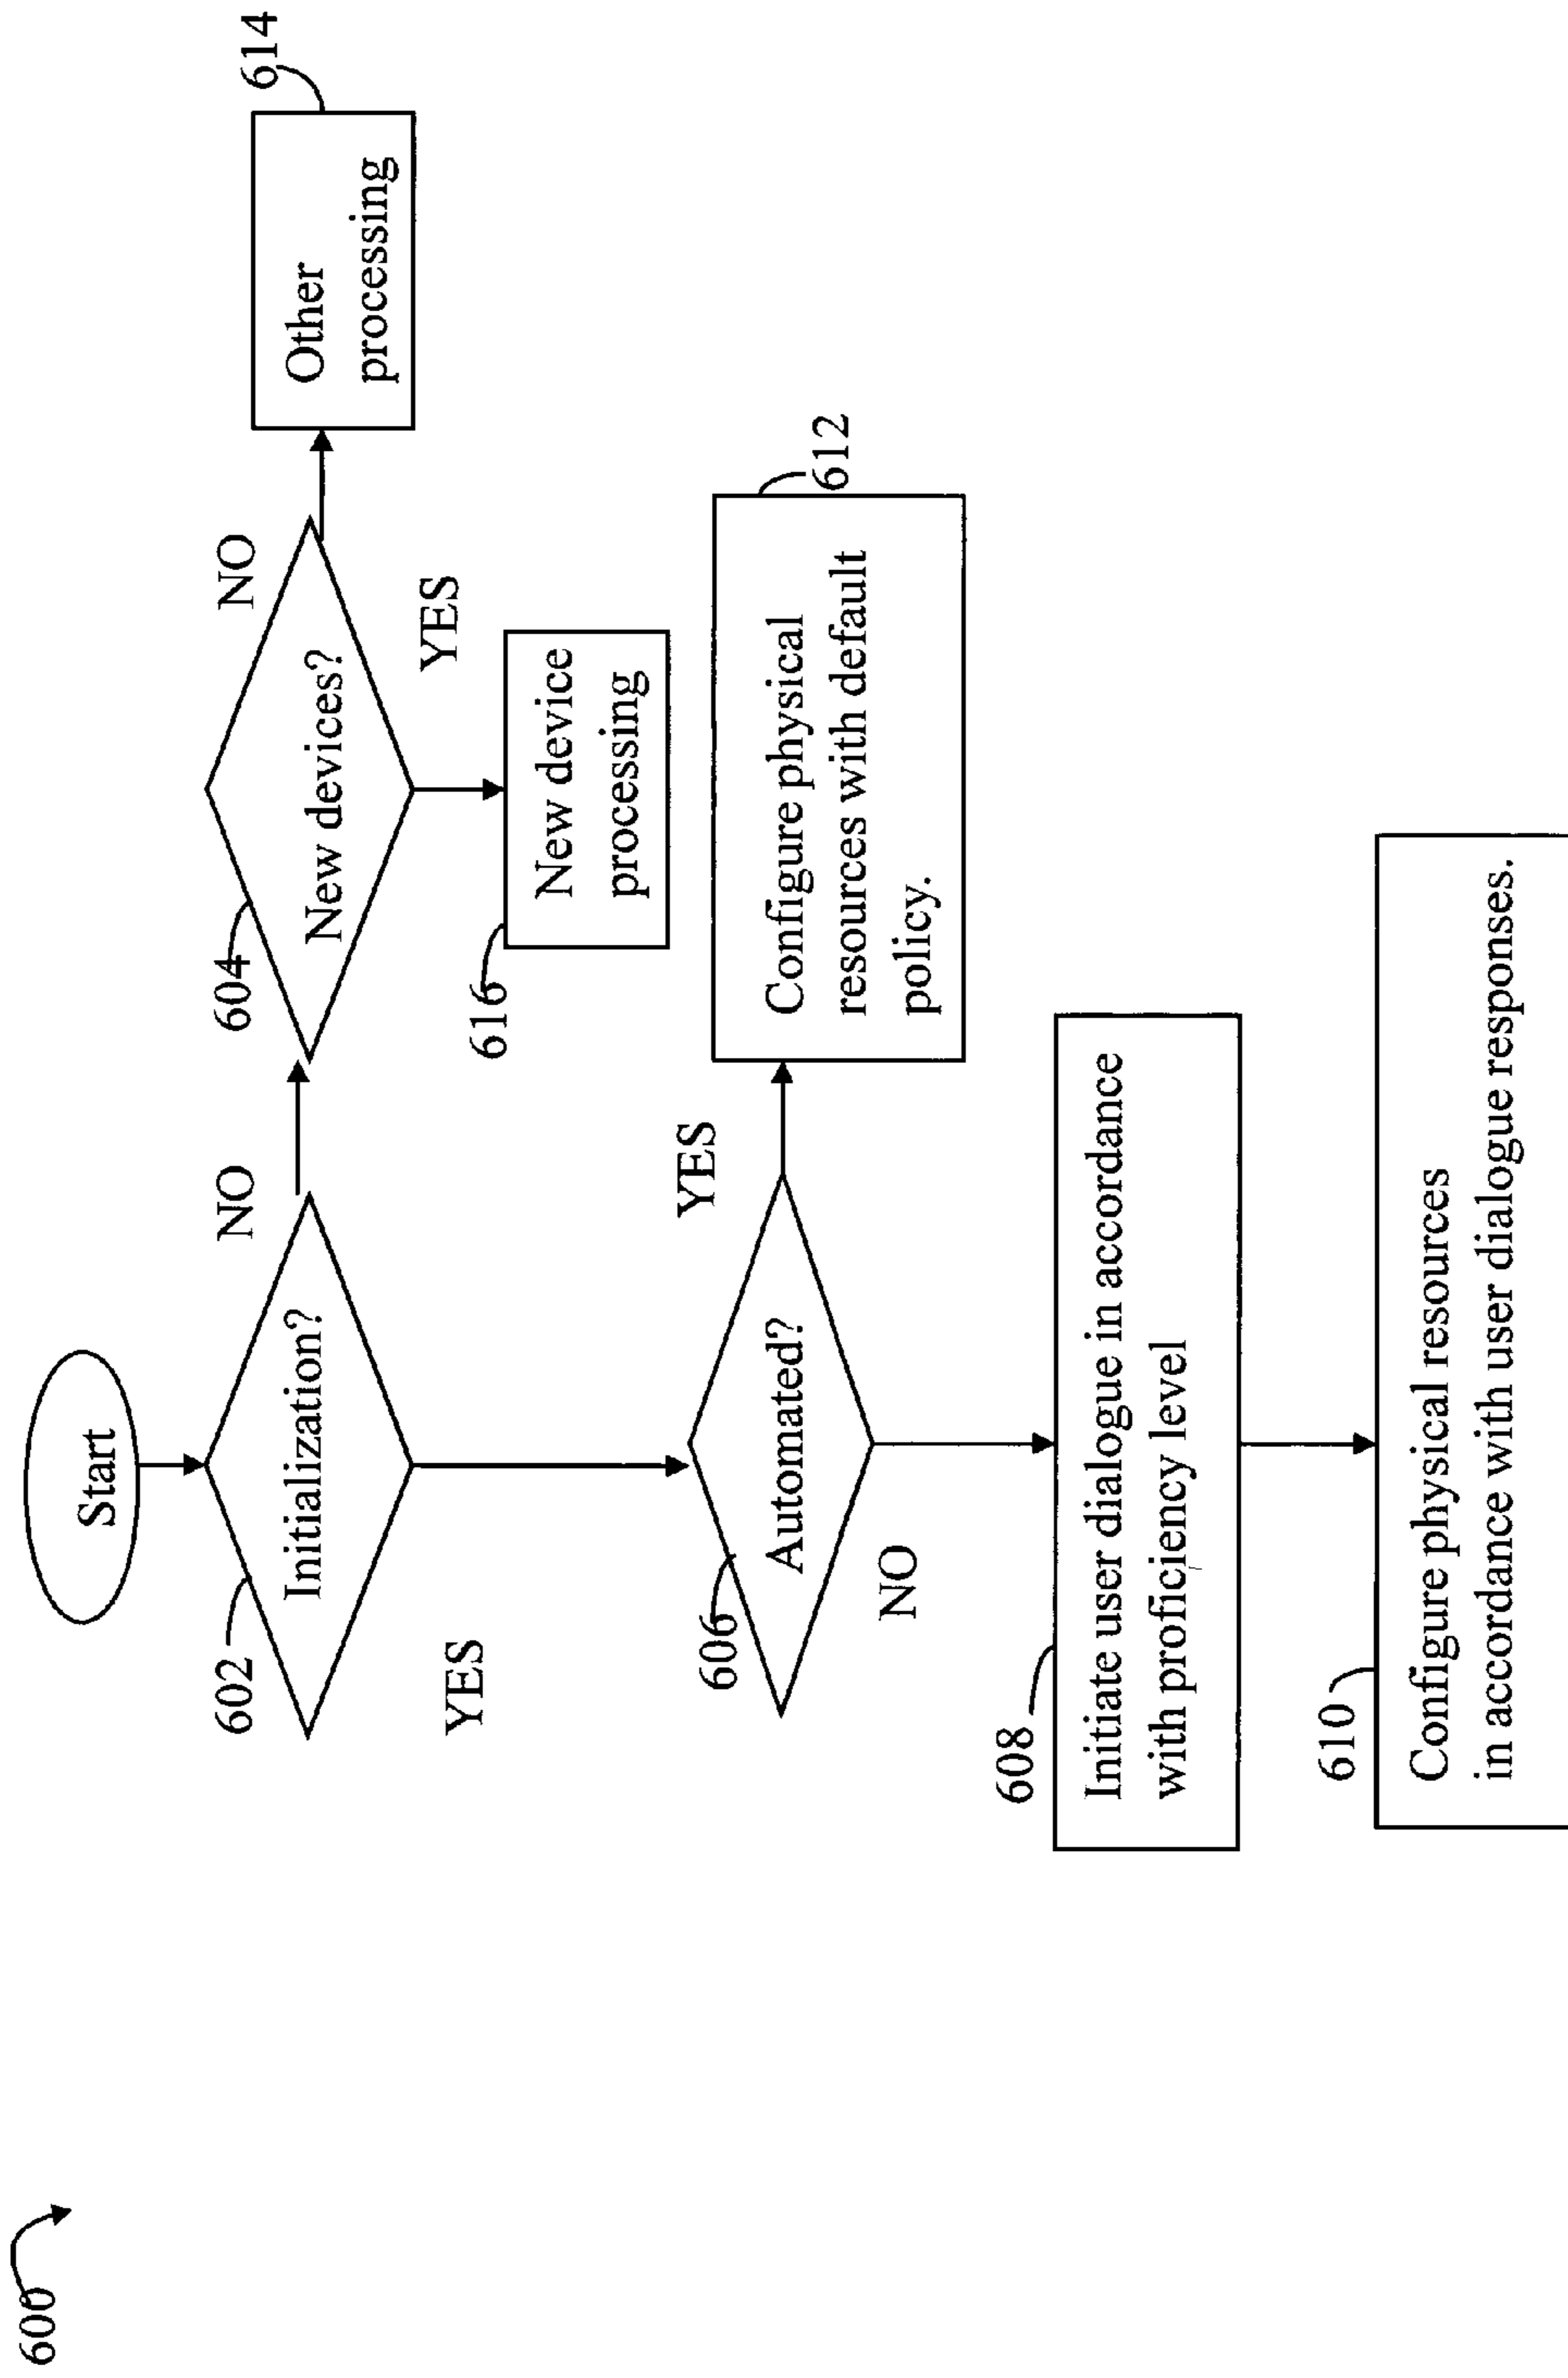 600
Start
602
Initialization?
NO
YES
604
New devices?
NO
YES
Other
processing
614
616
New device
processing
606
Automated?
YES
NO
Configure physical
resources with default
policy.
612
608
Initiate user dialogue in accordance
with proficiency level
610
Configure physical resources
in accordance with user dialogue responses.